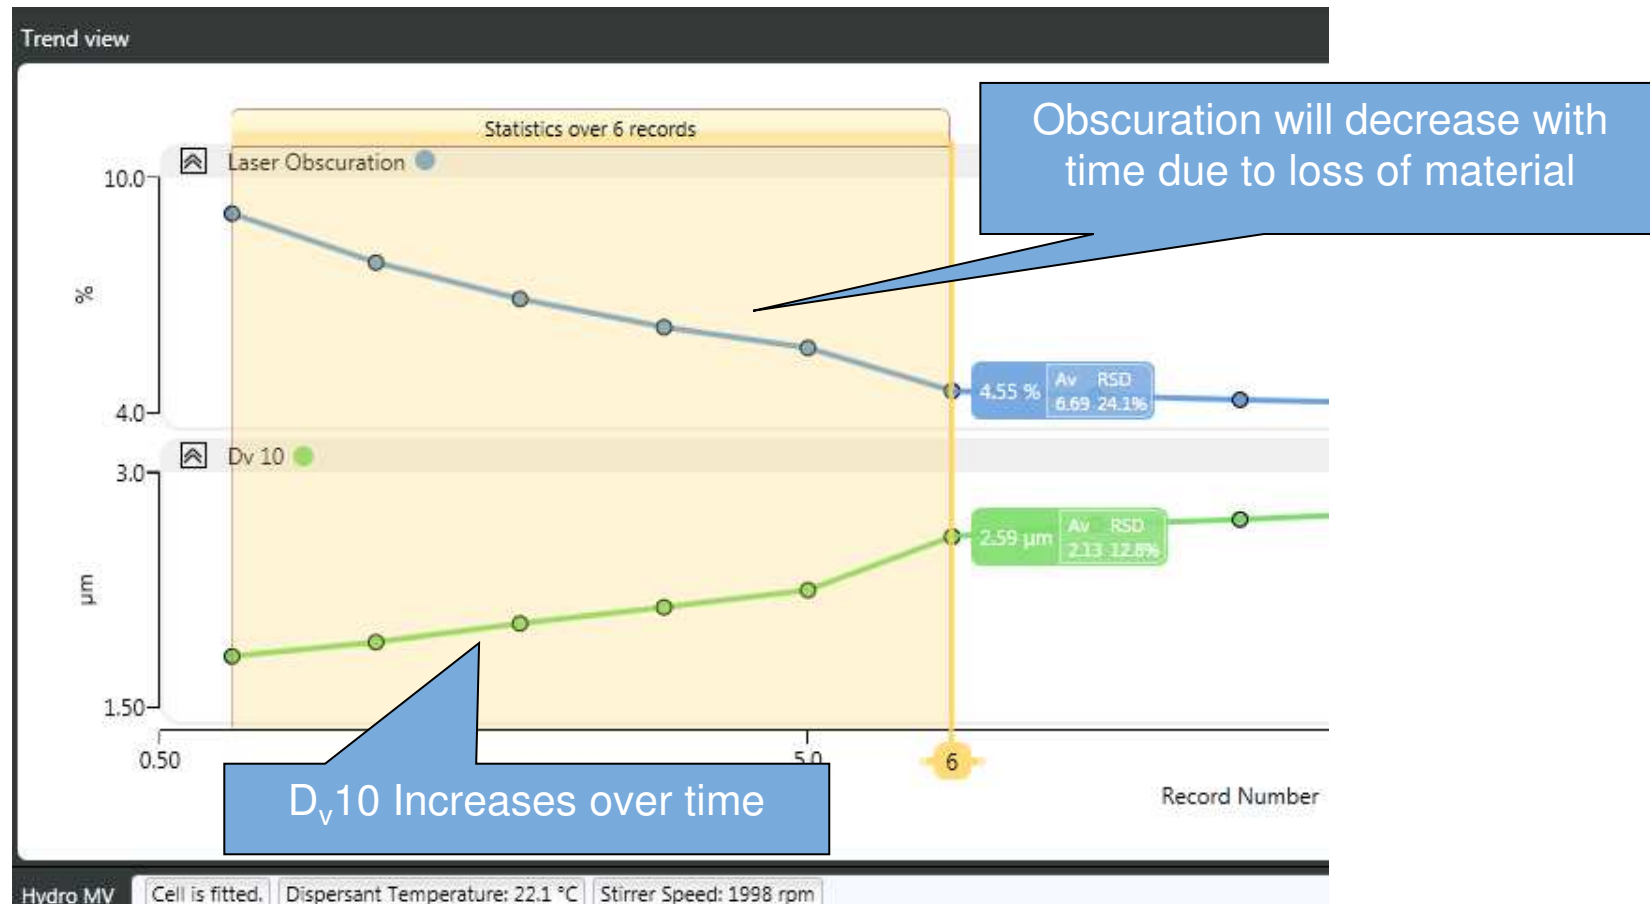 Trend view
Statistics over 6 records
Obscuration will decrease with
time due to loss of material
Laser Obscuration
10.0
%
4.0
4.55 %
Av RSD
6.69 24.1%
Dv 10
3.0
µm
1.50
2.59 µm
Av RSD
2.13 12.8%
0.50
5.0
6
Record Number
Dv10 Increases over time
Hydro MV
Cell is fitted.
Dispersant Temperature: 22.1 °C
Stirrer Speed: 1998 rpm